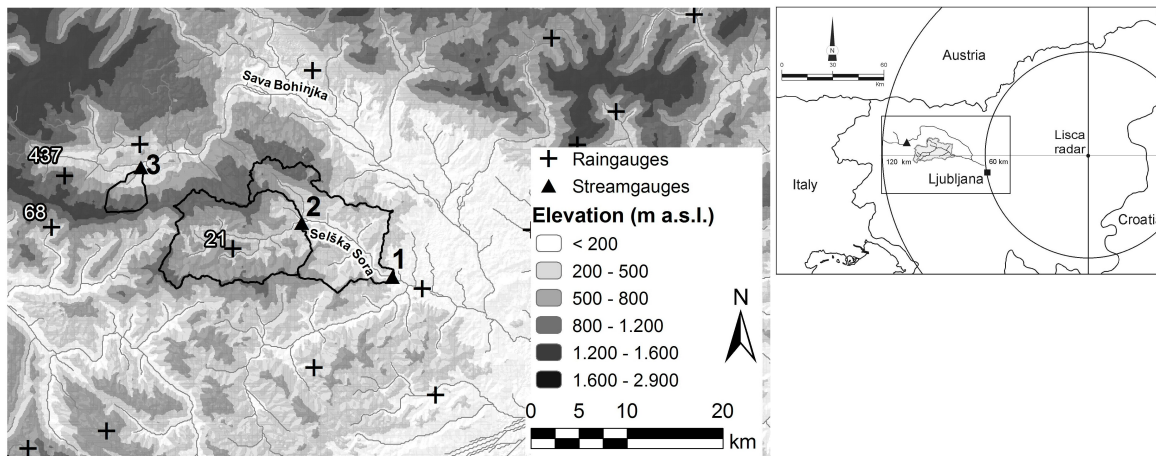 Sava Bohinjka
437
3
68
2
21
Selška Sora
1
Raingauges
Streamgauges
Elevation (m a.s.l.)
< 200
200 - 500
500 - 800
800 - 1.200
1.200 - 1.600
1.600 - 2.900
N
0 5 10 20
km
N
0 30 60
Km
Austria
Lisca
radar
120 km
60 km
Ljubljana
Italy
Croatia